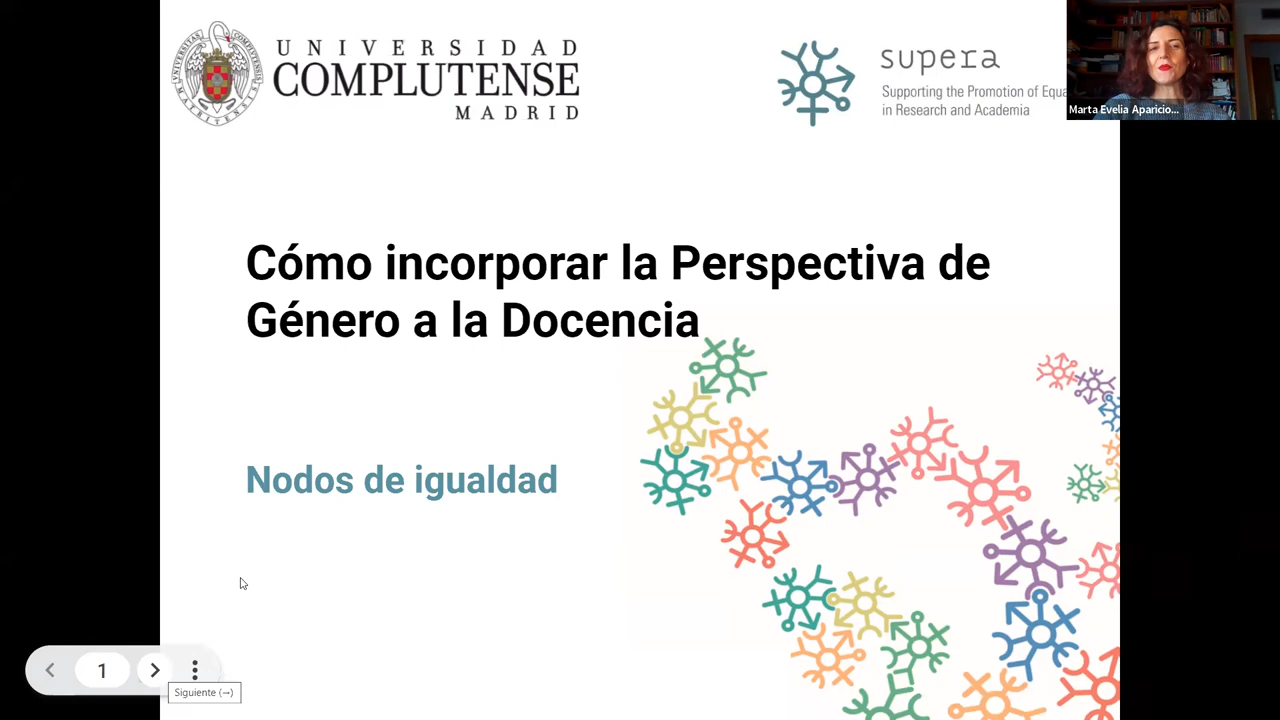 UNIVERSIDAD
COMPLUTENSE
MADRID
supera
Supporting the Promotion of Equa
in Research and Academia
Marta Evelia Aparicio...
Cómo incorporar la Perspectiva de
Género a la Docencia
Nodos de igualdad
1
Siguiente (→)